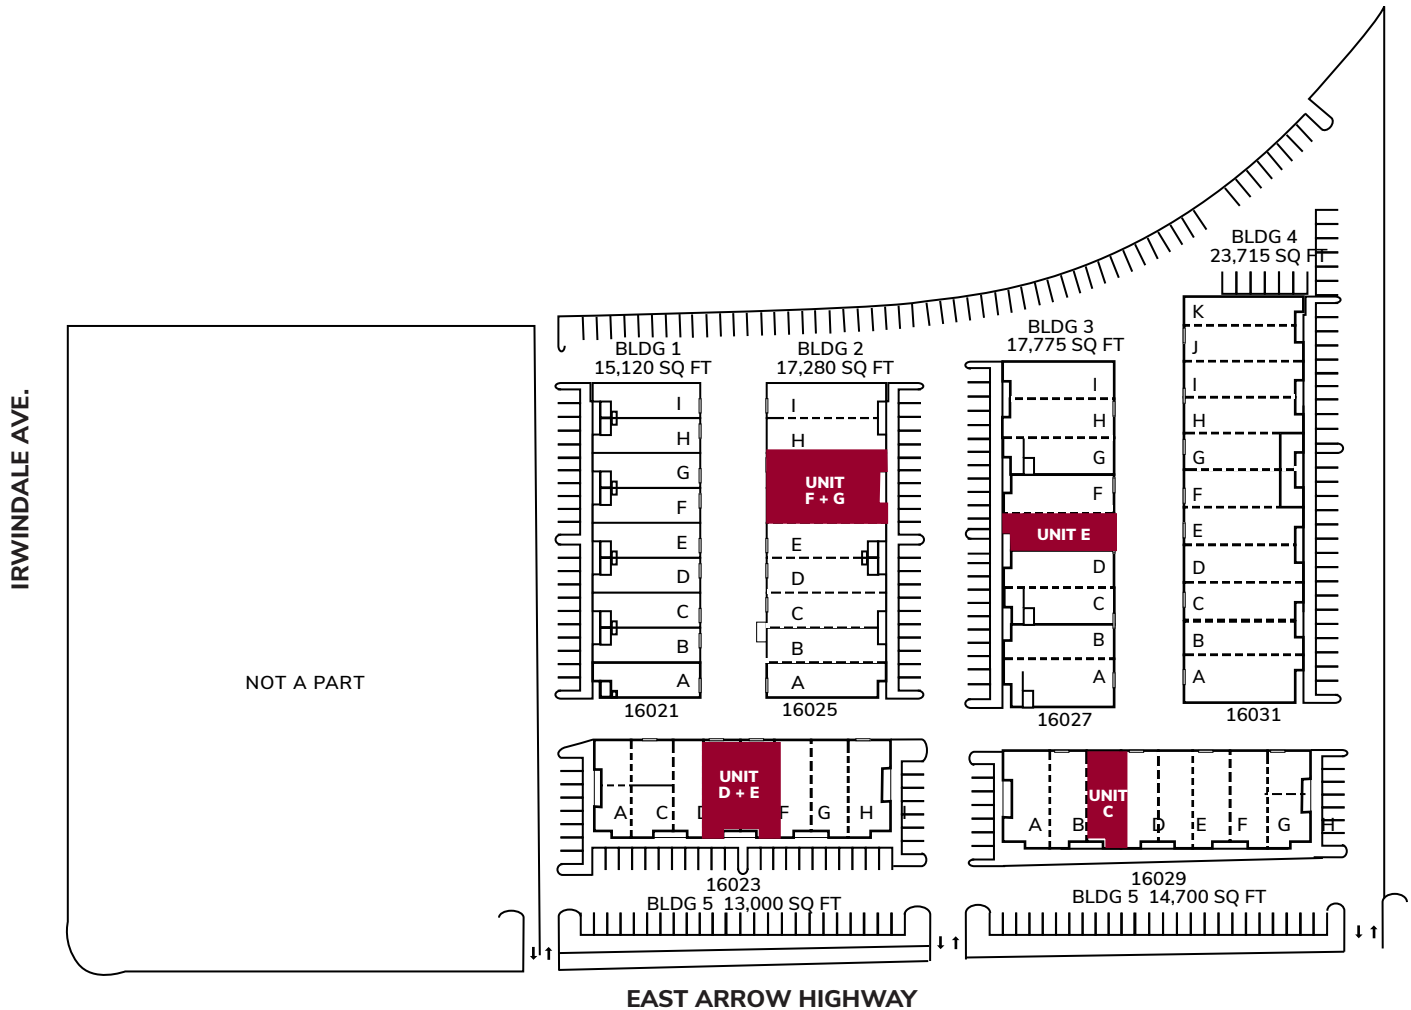 BLDG 4
23,715 SQ FT
BLDG 3
17,775 SQ FT
BLDG 1
15,120 SQ FT
BLDG 2
17,280 SQ FT
IRWINDALE AVE.
NOT A PART
I
H
G
F
E
D
C
B
A
16021
I
H
UNIT
F + G
E
D
C
B
A
16025
I
H
G
F
UNIT E
D
C
B
A
16027
K
J
I
H
G
F
E
D
C
B
A
16031
UNIT
D + E
A C F G H
16023
BLDG 5 13,000 SQ FT
UNIT
C
A B D E F G H
16029
BLDG 5 14,700 SQ FT
EAST ARROW HIGHWAY